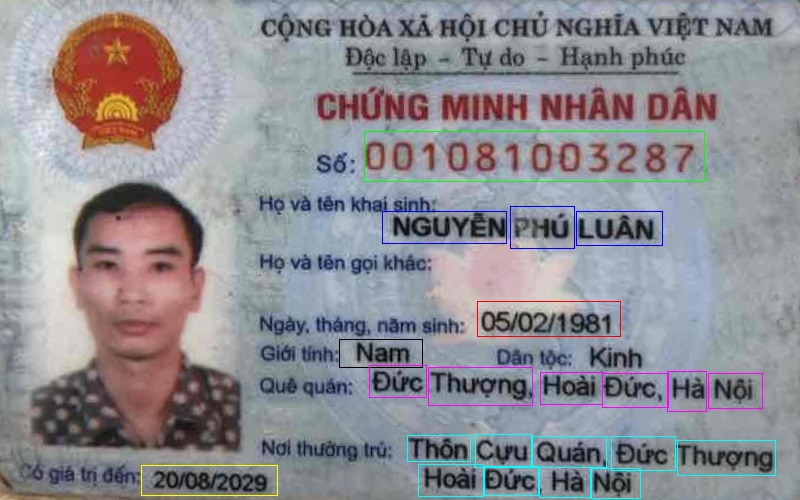 CỘNG HÒA XÃ HỘI CHỦ NGHĨA VIỆT NAM
Độc lập - Tự do - Hạnh phúc
CHỨNG MINH NHÂN DÂN
Số: 001081003287
Họ và tên khai sinh:
NGUYỄN PHÚ LUÂN
Họ và tên gọi khác:
Ngày, tháng, năm sinh: 05/02/1981
Giới tính: Nam Dân tộc: Kinh
Quê quán: Đức Thượng, Hoài Đức, Hà Nội
Nơi thường trú: Thôn Cựu Quán, Đức Thượng
Hoài Đức, Hà Nội
Có giá trị đến: 20/08/2029